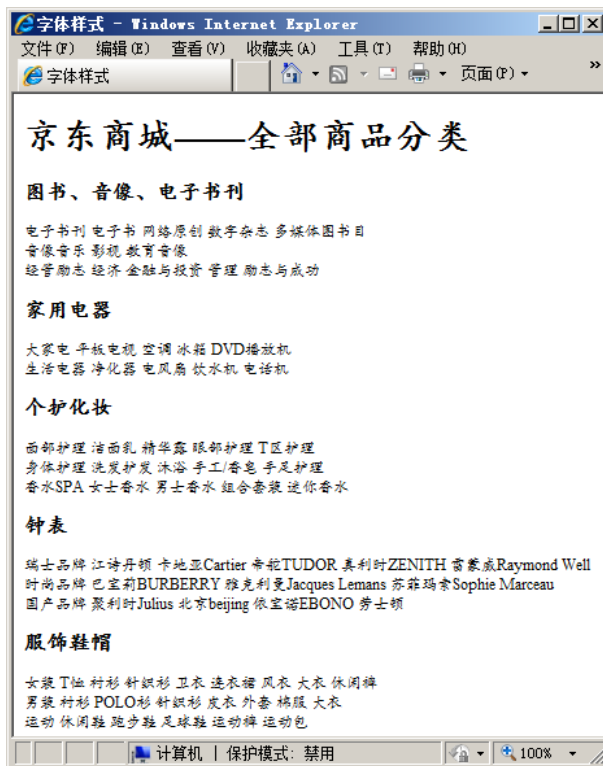 字体样式 - Windows Internet Explorer
文件(F) 编辑(E) 查看(V) 收藏夹(A) 工具(T) 帮助(H)
字体样式 页面(P) »
京东商城——全部商品分类
图书、音像、电子书刊
电子书刊 电子书 网络原创 数字杂志 多媒体图书目
音像音乐 影视 教育音像
经管励志 经济 金融与投资 管理 励志与成功
家用电器
大家电 平板电视 空调 冰箱 DVD播放机
生活电器 净化器 电风扇 饮水机 电话机
个护化妆
面部护理 洁面乳 精华露 眼部护理 T区护理
身体护理 洗发护发 沐浴 手工/香皂 手足护理
香水SPA 女士香水 男士香水 组合套装 迷你香水
钟表
瑞士品牌 江诗丹顿 卡地亚Cartier 帝舵TUDOR 真利时ZENITH 雷蒙威Raymond Well
时尚品牌 巴宝莉BURBERRY 雅克利曼Jacques Lemans 苏菲玛索Sophie Marceau
国产品牌 聚利时Julius 北京beijing 依宝诺EBONO 劳士顿
服饰鞋帽
女装 T恤 衬衫 针织衫 卫衣 连衣裙 风衣 大衣 休闲裤
男装 衬衫 POLO衫 针织衫 皮衣 外套 棉服 大衣
运动 休闲鞋 跑步鞋 足球鞋 运动裤 运动包
计算机 | 保护模式: 禁用 100%